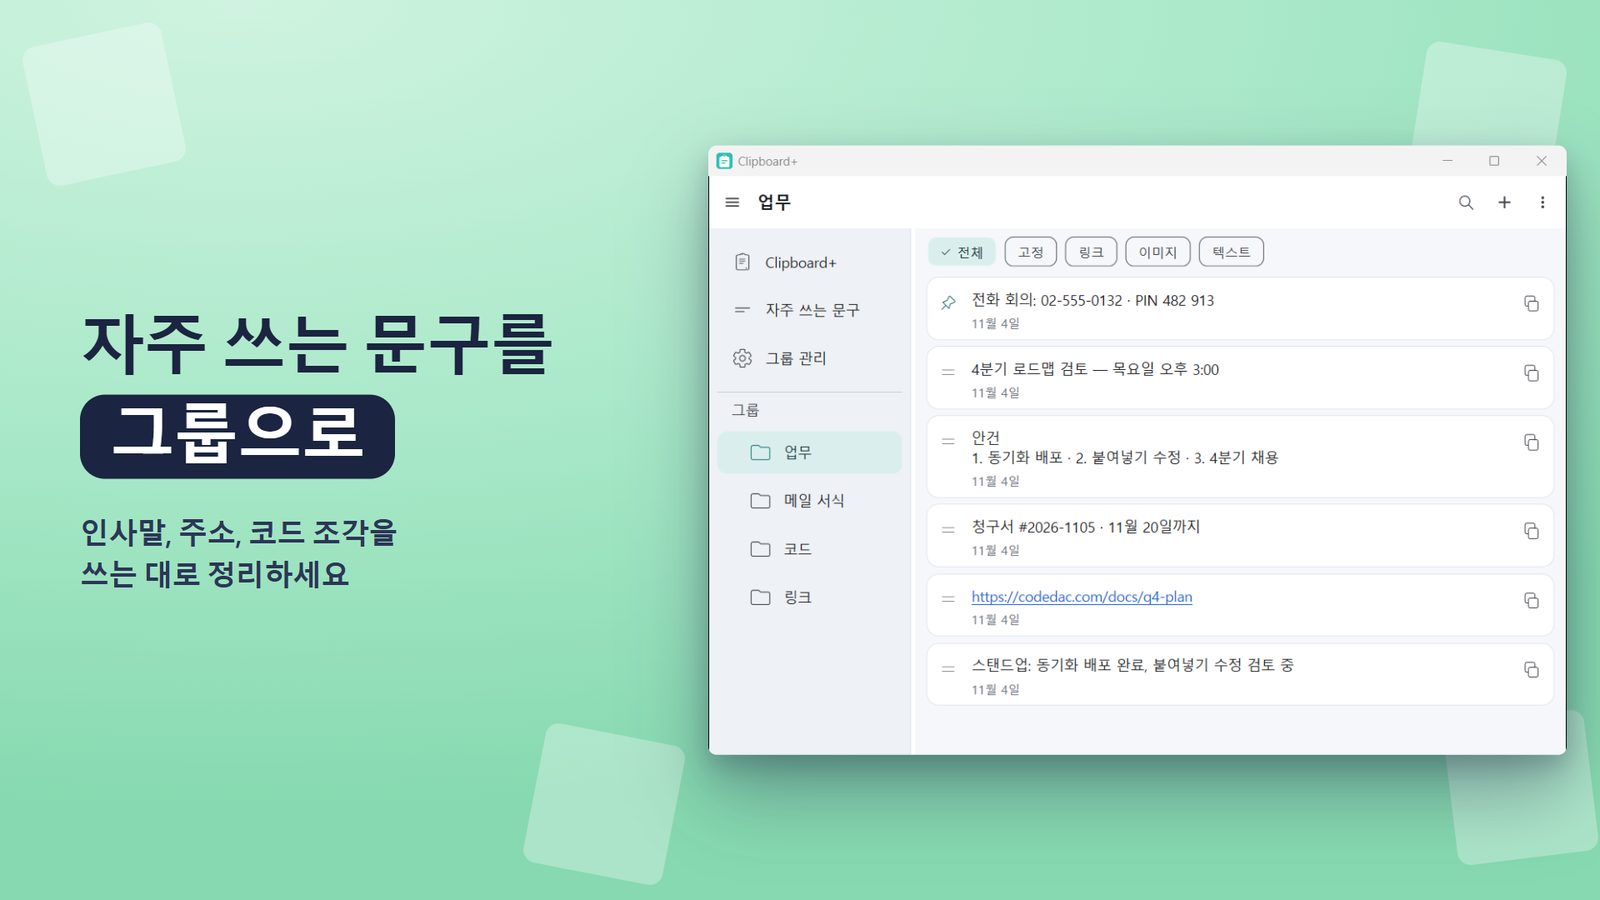 자주 쓰는 문구를
그룹으로
인사말, 주소, 코드 조각을
쓰는 대로 정리하세요
Clipboard+
업무
Clipboard+
자주 쓰는 문구
그룹 관리
그룹
업무
메일 서식
코드
링크
전체 고정 링크 이미지 텍스트
전화 회의: 02-555-0132 · PIN 482 913
11월 4일
4분기 로드맵 검토 — 목요일 오후 3:00
11월 4일
안건
1. 동기화 배포 · 2. 붙여넣기 수정 · 3. 4분기 채용
11월 4일
청구서 #2026-1105 · 11월 20일까지
11월 4일
https://codedac.com/docs/q4-plan
11월 4일
스탠드업: 동기화 배포 완료, 붙여넣기 수정 검토 중
11월 4일